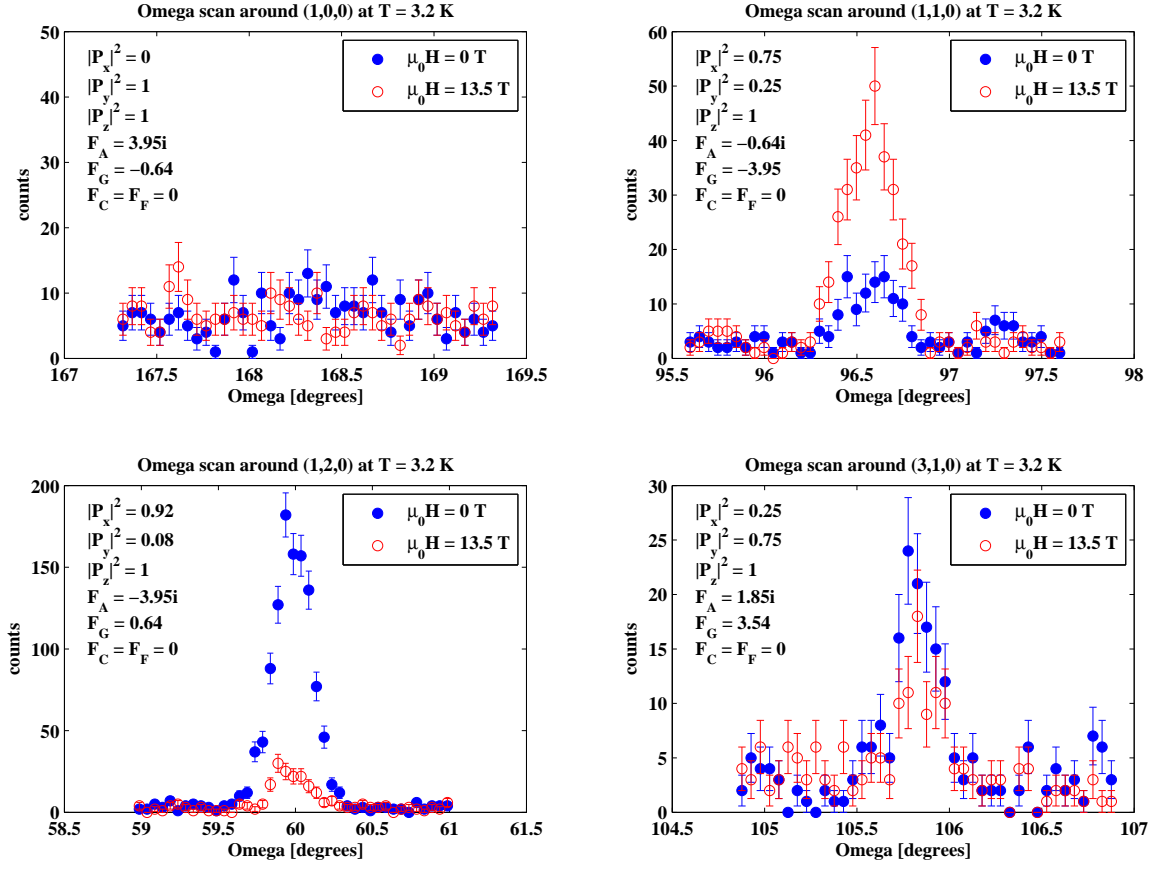 Omega scan around (1,0,0) at T = 3.2 K
50
40
30
20
10
0
counts
|P_x|^2 = 0
|P_y|^2 = 1
|P_z|^2 = 1
F_A = 3.95i
F_G = −0.64
F_C = F_F = 0
μ_0H = 0 T
μ_0H = 13.5 T
167 167.5 168 168.5 169 169.5
Omega [degrees]
Omega scan around (1,1,0) at T = 3.2 K
60
50
40
30
20
10
0
counts
|P_x|^2 = 0.75
|P_y|^2 = 0.25
|P_z|^2 = 1
F_A = −0.64i
F_G = −3.95
F_C = F_F = 0
μ_0H = 0 T
μ_0H = 13.5 T
95.5 96 96.5 97 97.5 98
Omega [degrees]
Omega scan around (1,2,0) at T = 3.2 K
200
150
100
50
0
counts
|P_x|^2 = 0.92
|P_y|^2 = 0.08
|P_z|^2 = 1
F_A = −3.95i
F_G = 0.64
F_C = F_F = 0
μ_0H = 0 T
μ_0H = 13.5 T
58.5 59 59.5 60 60.5 61 61.5
Omega [degrees]
Omega scan around (3,1,0) at T = 3.2 K
30
25
20
15
10
5
0
counts
|P_x|^2 = 0.25
|P_y|^2 = 0.75
|P_z|^2 = 1
F_A = 1.85i
F_G = 3.54
F_C = F_F = 0
μ_0H = 0 T
μ_0H = 13.5 T
104.5 105 105.5 106 106.5 107
Omega [degrees]